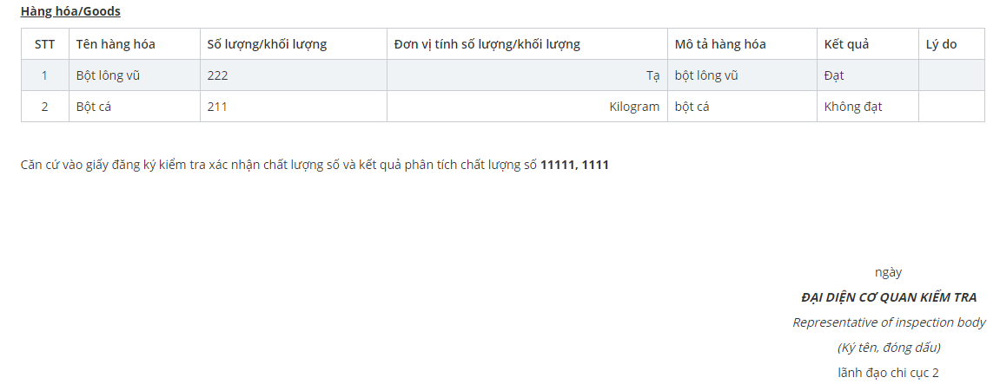 Hàng hóa/Goods
STT Tên hàng hóa Số lượng/khối lượng Đơn vị tính số lượng/khối lượng Mô tả hàng hóa Kết quả Lý do
1 Bột lông vũ 222 Tạ bột lông vũ Đạt
2 Bột cá 211 Kilogram bột cá Không đạt
Căn cứ vào giấy đăng ký kiểm tra xác nhận chất lượng số và kết quả phân tích chất lượng số 11111, 1111
ngày
ĐẠI DIỆN CƠ QUAN KIỂM TRA
Representative of inspection body
(Ký tên, đóng dấu)
lãnh đạo chi cục 2